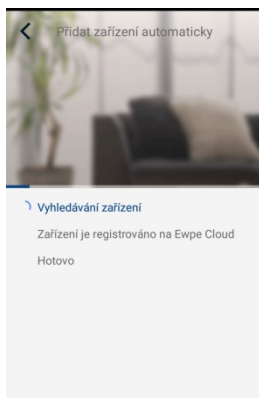 Přidat zařízení automaticky
Vyhledávání zařízení
Zařízení je registrováno na Ewpe Cloud
Hotovo